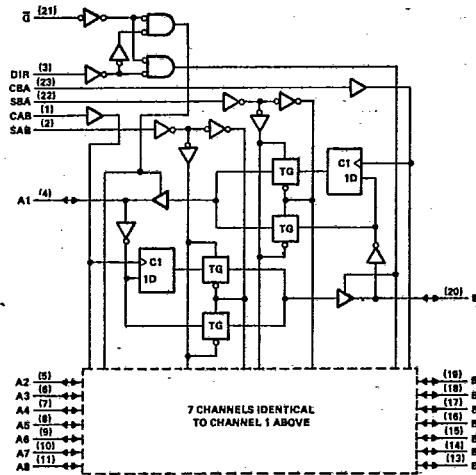 G̅ (21)
DIR (3)
CBA (23)
SBA (22)
CAB (1)
SAB (2)
A1 (4)
TG
C1
1D
TG
C1
1D
TG
TG
(20) B
A2 (5)
A3 (6)
A4 (7)
A5 (8)
A6 (9)
A7 (10)
A8 (11)
7 CHANNELS IDENTICAL
TO CHANNEL 1 ABOVE
(19)
(18)
(17)
(16)
(15)
(14)
(13)